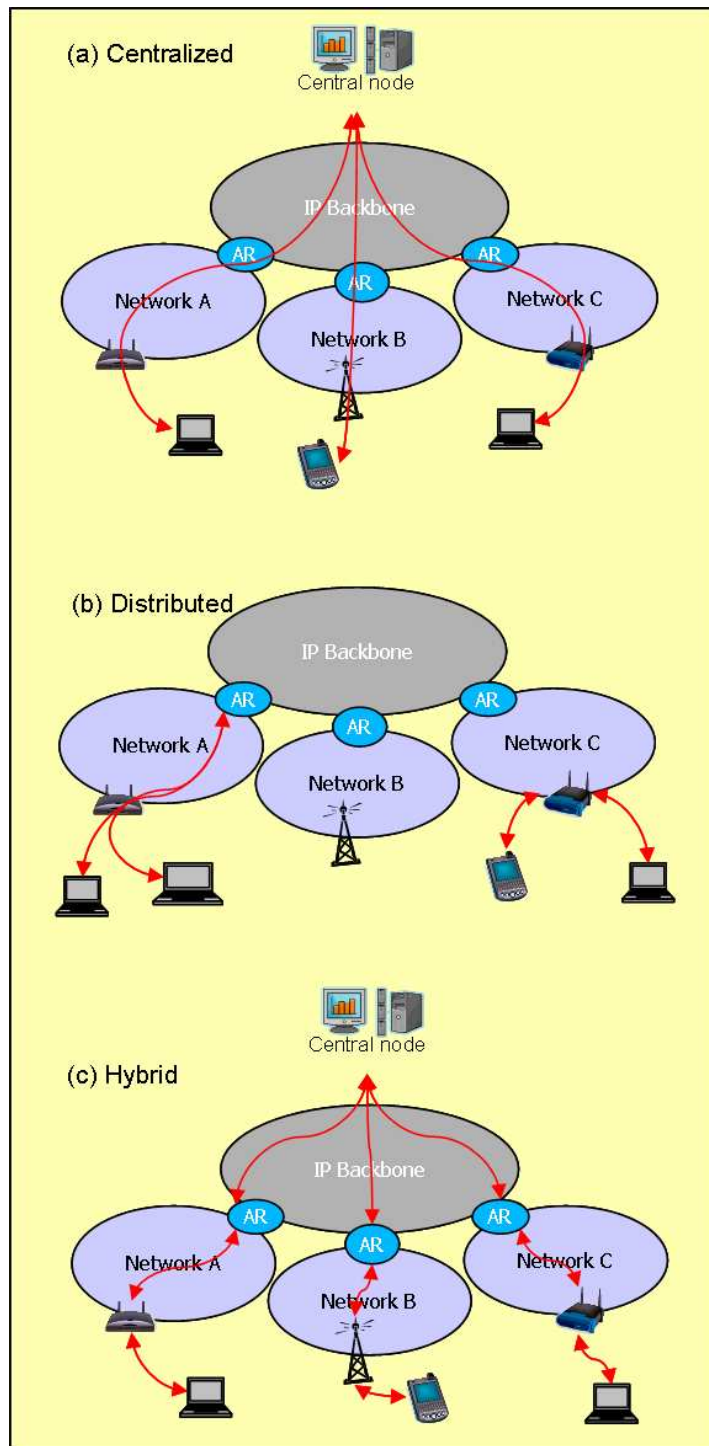 (a) Centralized
Central node
IP Backbone
AR
AR
AR
Network A
Network B
Network C
(b) Distributed
IP Backbone
AR
AR
AR
Network A
Network B
Network C
Central node
(c) Hybrid
IP Backbone
AR
AR
AR
Network A
Network B
Network C